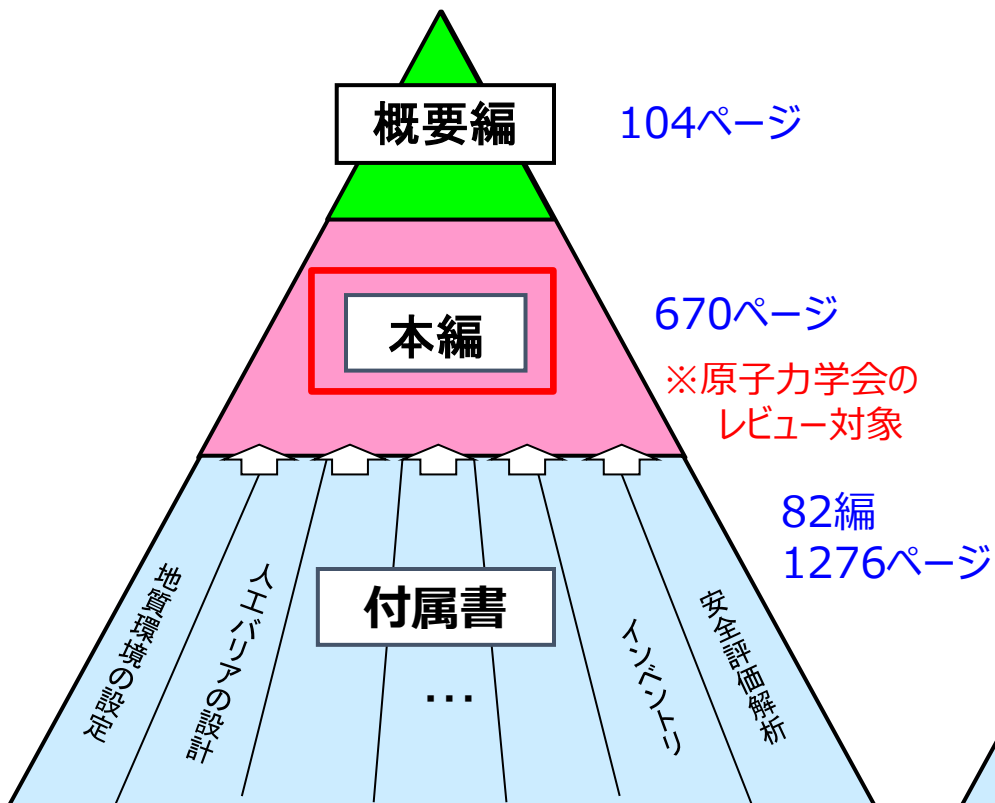 概要編
104ページ
本編
670ページ
※原子力学会の
レビュー対象
82編
1276ページ
付属書
地質環境の設定
人工バリアの設計
…
インベントリ
安全評価解析